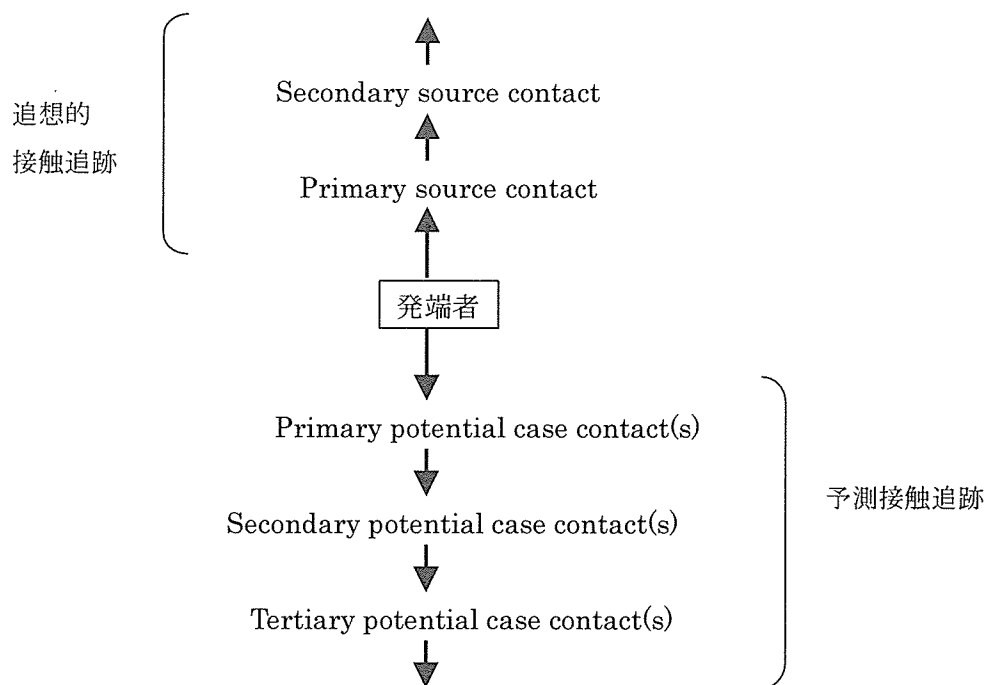 Secondary source contact
追想的
接触追跡
Primary source contact
発端者
Primary potential case contact(s)
予測接触追跡
Secondary potential case contact(s)
Tertiary potential case contact(s)